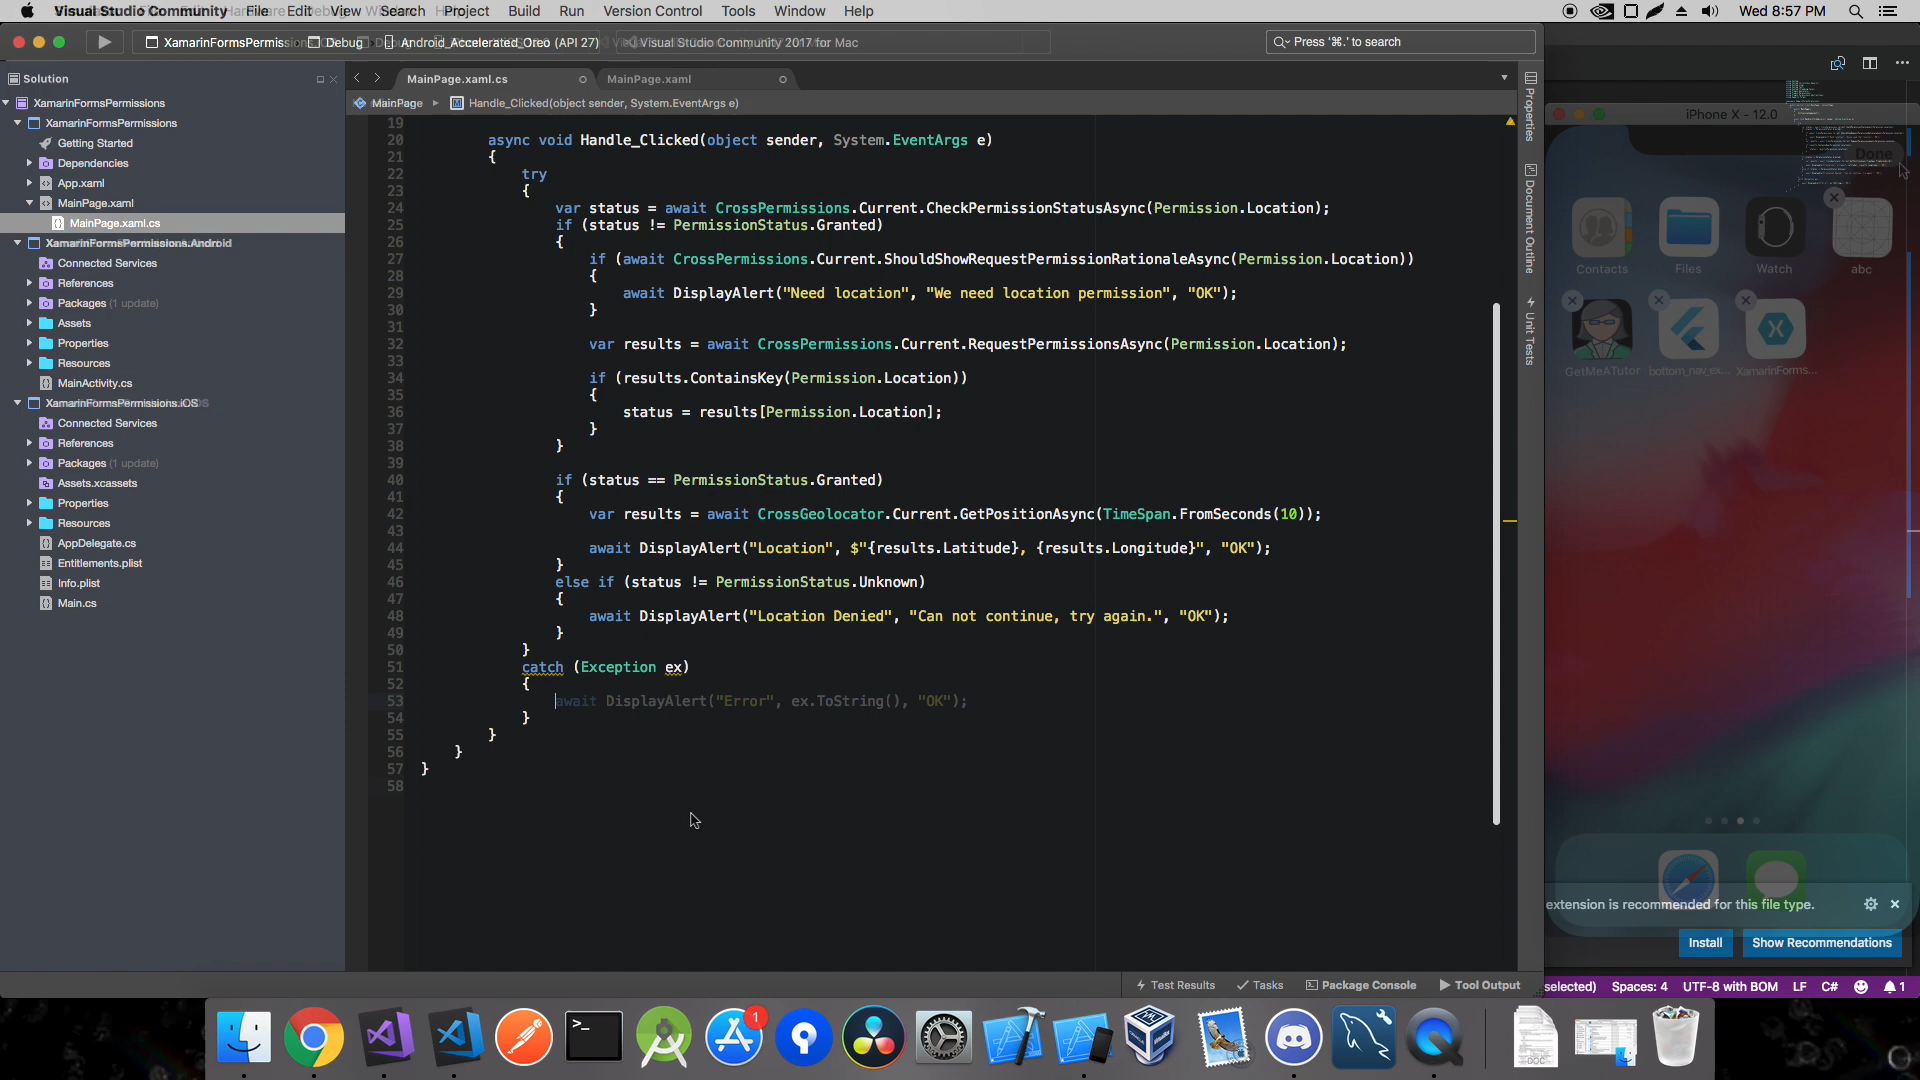 Visual Studio Community File Edit View Search Project Build Run Version Control Tools Window Help
Wed 8:57 PM
XamarinFormsPermissions Debug Android_Accelerated_Oreo (API 27) Visual Studio Community 2017 for Mac
Press '⌘.' to search
Solution
XamarinFormsPermissions
XamarinFormsPermissions
Getting Started
Dependencies
App.xaml
MainPage.xaml
MainPage.xaml.cs
XamarinFormsPermissions.Android
Connected Services
References
Packages (1 update)
Assets
Properties
Resources
MainActivity.cs
XamarinFormsPermissions.iOS
Connected Services
References
Packages (1 update)
Assets.xcassets
Properties
Resources
AppDelegate.cs
Entitlements.plist
Info.plist
Main.cs
MainPage.xaml.cs
MainPage.xaml
MainPage
Handle_Clicked(object sender, System.EventArgs e)
19
20 async void Handle_Clicked(object sender, System.EventArgs e)
21 {
22 try
23 {
24 var status = await CrossPermissions.Current.CheckPermissionStatusAsync(Permission.Location);
25 if (status != PermissionStatus.Granted)
26 {
27 if (await CrossPermissions.Current.ShouldShowRequestPermissionRationaleAsync(Permission.Location))
28 {
29 await DisplayAlert("Need location", "We need location permission", "OK");
30 }
31
32 var results = await CrossPermissions.Current.RequestPermissionsAsync(Permission.Location);
33
34 if (results.ContainsKey(Permission.Location))
35 {
36 status = results[Permission.Location];
37 }
38 }
39
40 if (status == PermissionStatus.Granted)
41 {
42 var results = await CrossGeolocator.Current.GetPositionAsync(TimeSpan.FromSeconds(10));
43
44 await DisplayAlert("Location", $"{results.Latitude}, {results.Longitude}", "OK");
45 }
46 else if (status != PermissionStatus.Unknown)
47 {
48 await DisplayAlert("Location Denied", "Can not continue, try again.", "OK");
49 }
50 }
51 catch (Exception ex)
52 {
53 await DisplayAlert("Error", ex.ToString(), "OK");
54 }
55 }
56 }
57 }
58
Properties
Document Outline
Unit Tests
iPhone X - 12.0
Done
Contacts
Files
Watch
abc
GetMeATutor
bottom_nav_ex...
XamarinForms...
extension is recommended for this file type.
Install
Show Recommendations
Test Results
Tasks
Package Console
Tool Output
selected) Spaces: 4 UTF-8 with BOM LF C# 1
1
DOC